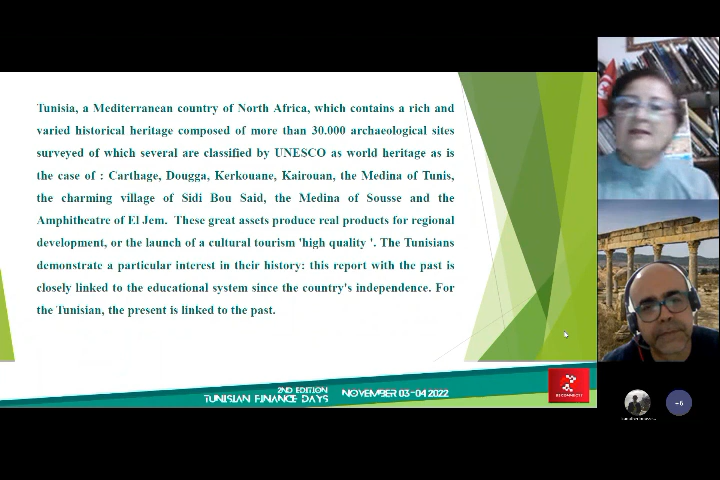 Tunisia, a Mediterranean country of North Africa, which contains a rich and
varied historical heritage composed of more than 30.000 archaeological sites
surveyed of which several are classified by UNESCO as world heritage as is
the case of : Carthage, Dougga, Kerkouane, Kairouan, the Medina of Tunis,
the charming village of Sidi Bou Said, the Medina of Sousse and the
Amphitheatre of El Jem. These great assets produce real products for regional
development, or the launch of a cultural tourism 'high quality '. The Tunisians
demonstrate a particular interest in their history: this report with the past is
closely linked to the educational system since the country's independence. For
the Tunisian, the present is linked to the past.
2ND EDITION
TUNISIAN FINANCE DAYS
NOVEMBER 03-04 2022
+6